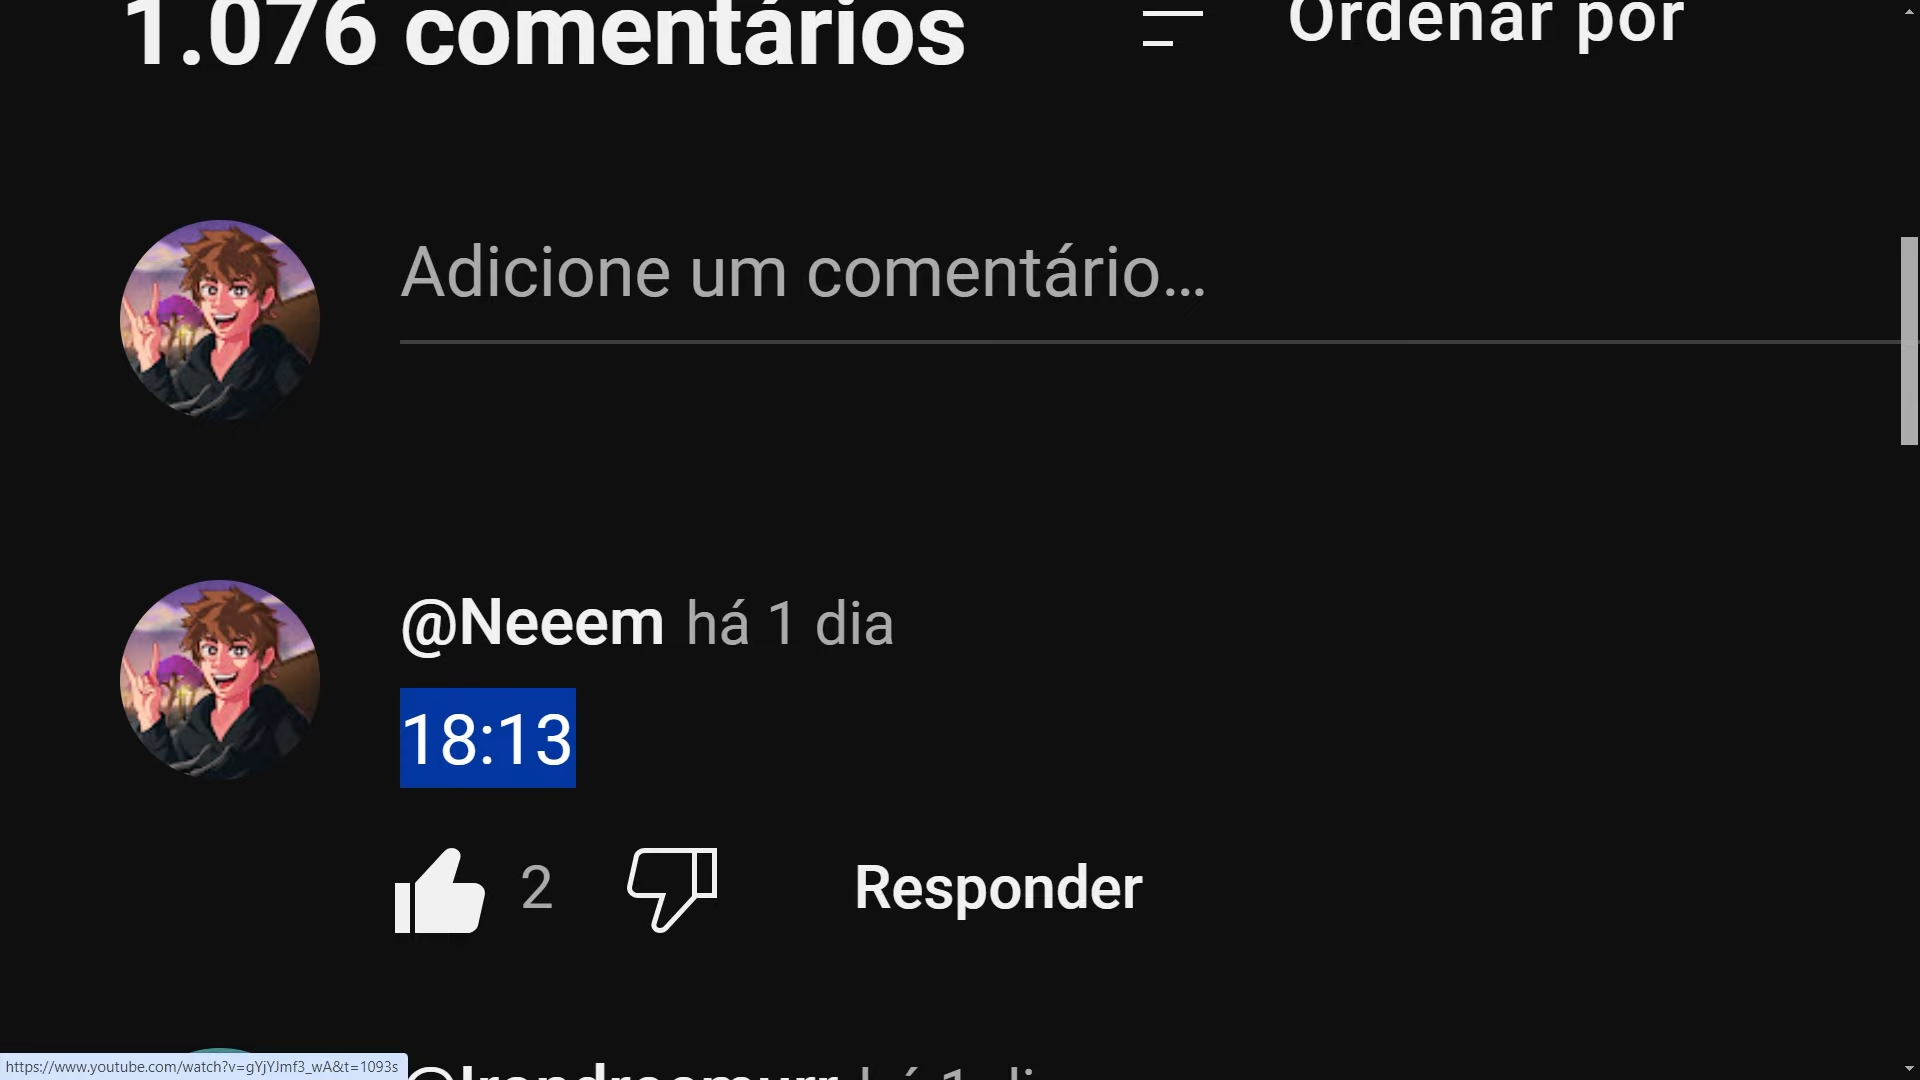 1.076 comentários
Ordenar por
Adicione um comentário...
@Neeem há 1 dia
18:13
2 Responder
https://www.youtube.com/watch?v=gYjYJmf3_wA&t=1093s